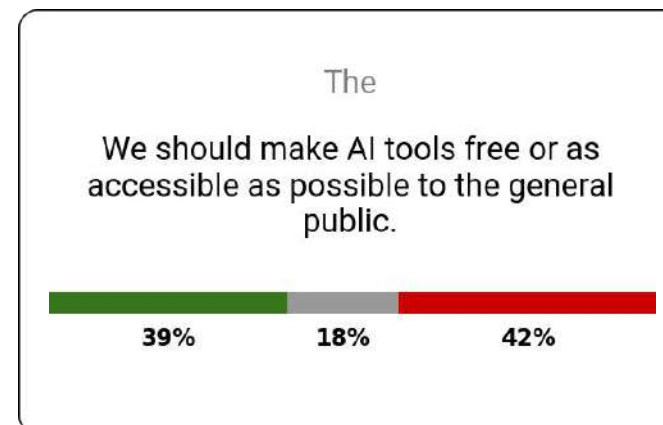 The
We should make AI tools free or as
accessible as possible to the general
public.
39% 18% 42%